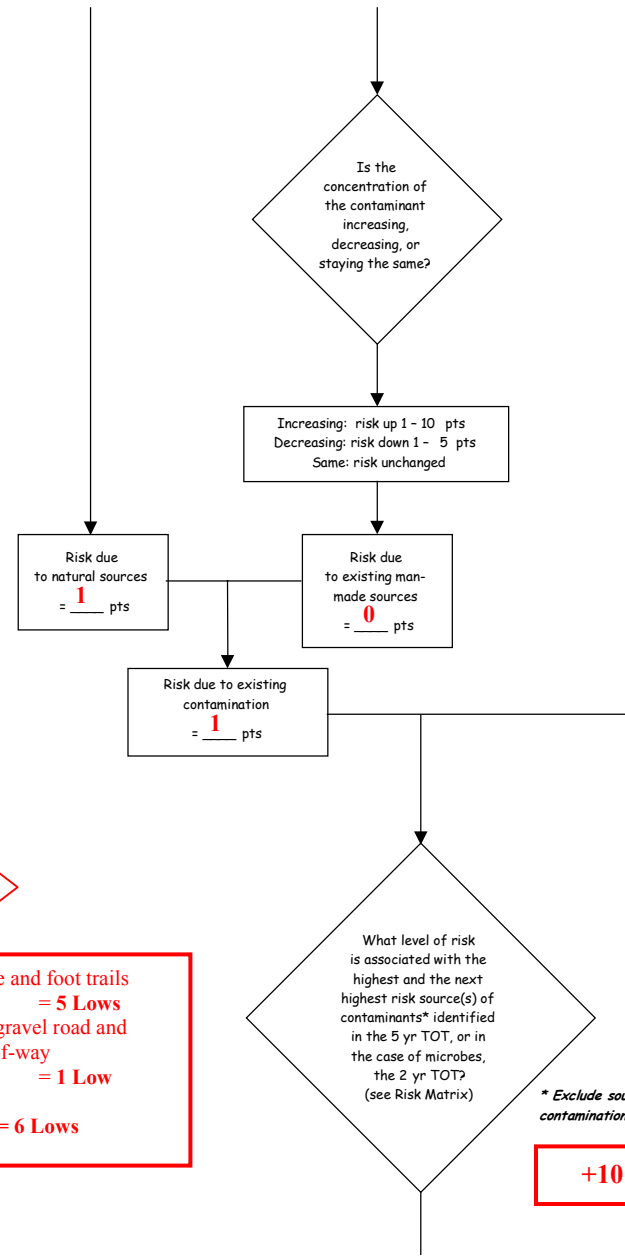 Is the
concentration of
the contaminant
increasing,
decreasing, or
staying the same?
Increasing: risk up 1 – 10 pts
Decreasing: risk down 1 – 5 pts
Same: risk unchanged
Risk due
to natural sources
= 1 pts
Risk due
to existing man-
made sources
= 0 pts
Risk due to existing
contamination
= 1 pts
What level of risk
is associated with the
highest and the next
highest risk source(s) of
contaminants* identified
in the 5 yr TOT, or in
the case of microbes,
the 2 yr TOT?
(see Risk Matrix)
e and foot trails
= 5 Lows
gravel road and
f-way
= 1 Low
= 6 Lows
* Exclude sou
contamination
+10